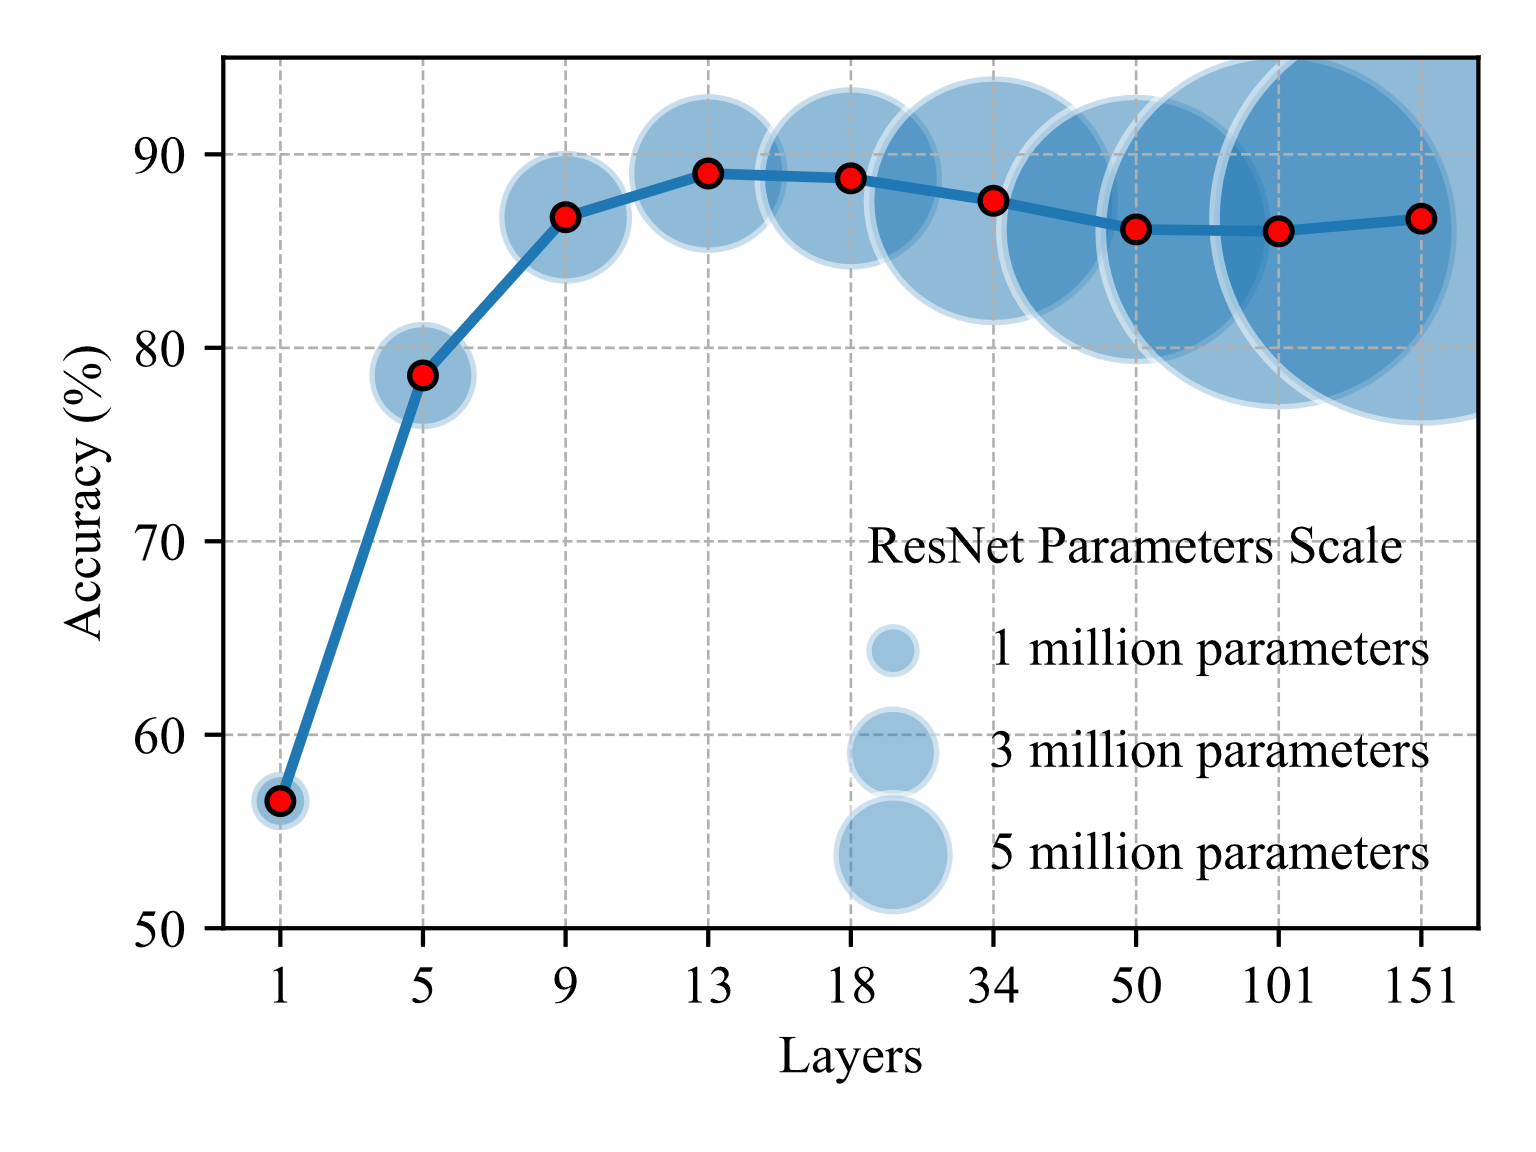 90
80
70
60
50
Accuracy (%)
ResNet Parameters Scale
1 million parameters
3 million parameters
5 million parameters
1 5 9 13 18 34 50 101 151
Layers